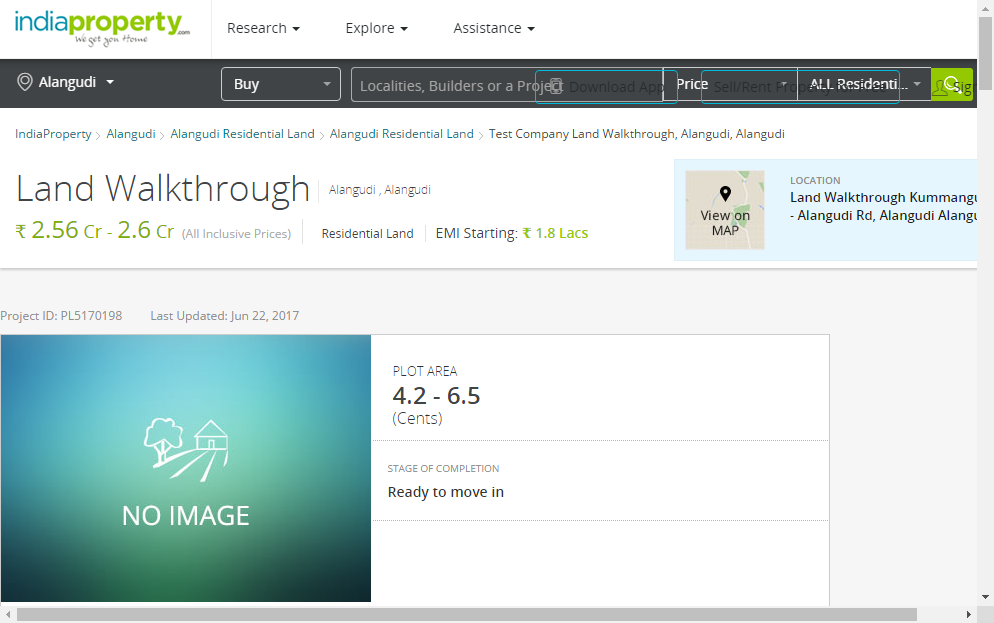 indiaproperty.com
We get you Home
Research
Explore
Assistance
Alangudi
Buy
Localities, Builders or a Project
Download App
Price
Sell/Rent Property
ALL Residenti...
Sig
IndiaProperty > Alangudi > Alangudi Residential Land > Alangudi Residential Land > Test Company Land Walkthrough, Alangudi, Alangudi
Land Walkthrough
Alangudi , Alangudi
₹ 2.56 Cr - 2.6 Cr (All Inclusive Prices)
Residential Land
EMI Starting: ₹ 1.8 Lacs
View on
MAP
LOCATION
Land Walkthrough Kummangu
- Alangudi Rd, Alangudi Alangu
Project ID: PL5170198
Last Updated: Jun 22, 2017
NO IMAGE
PLOT AREA
4.2 - 6.5
(Cents)
STAGE OF COMPLETION
Ready to move in